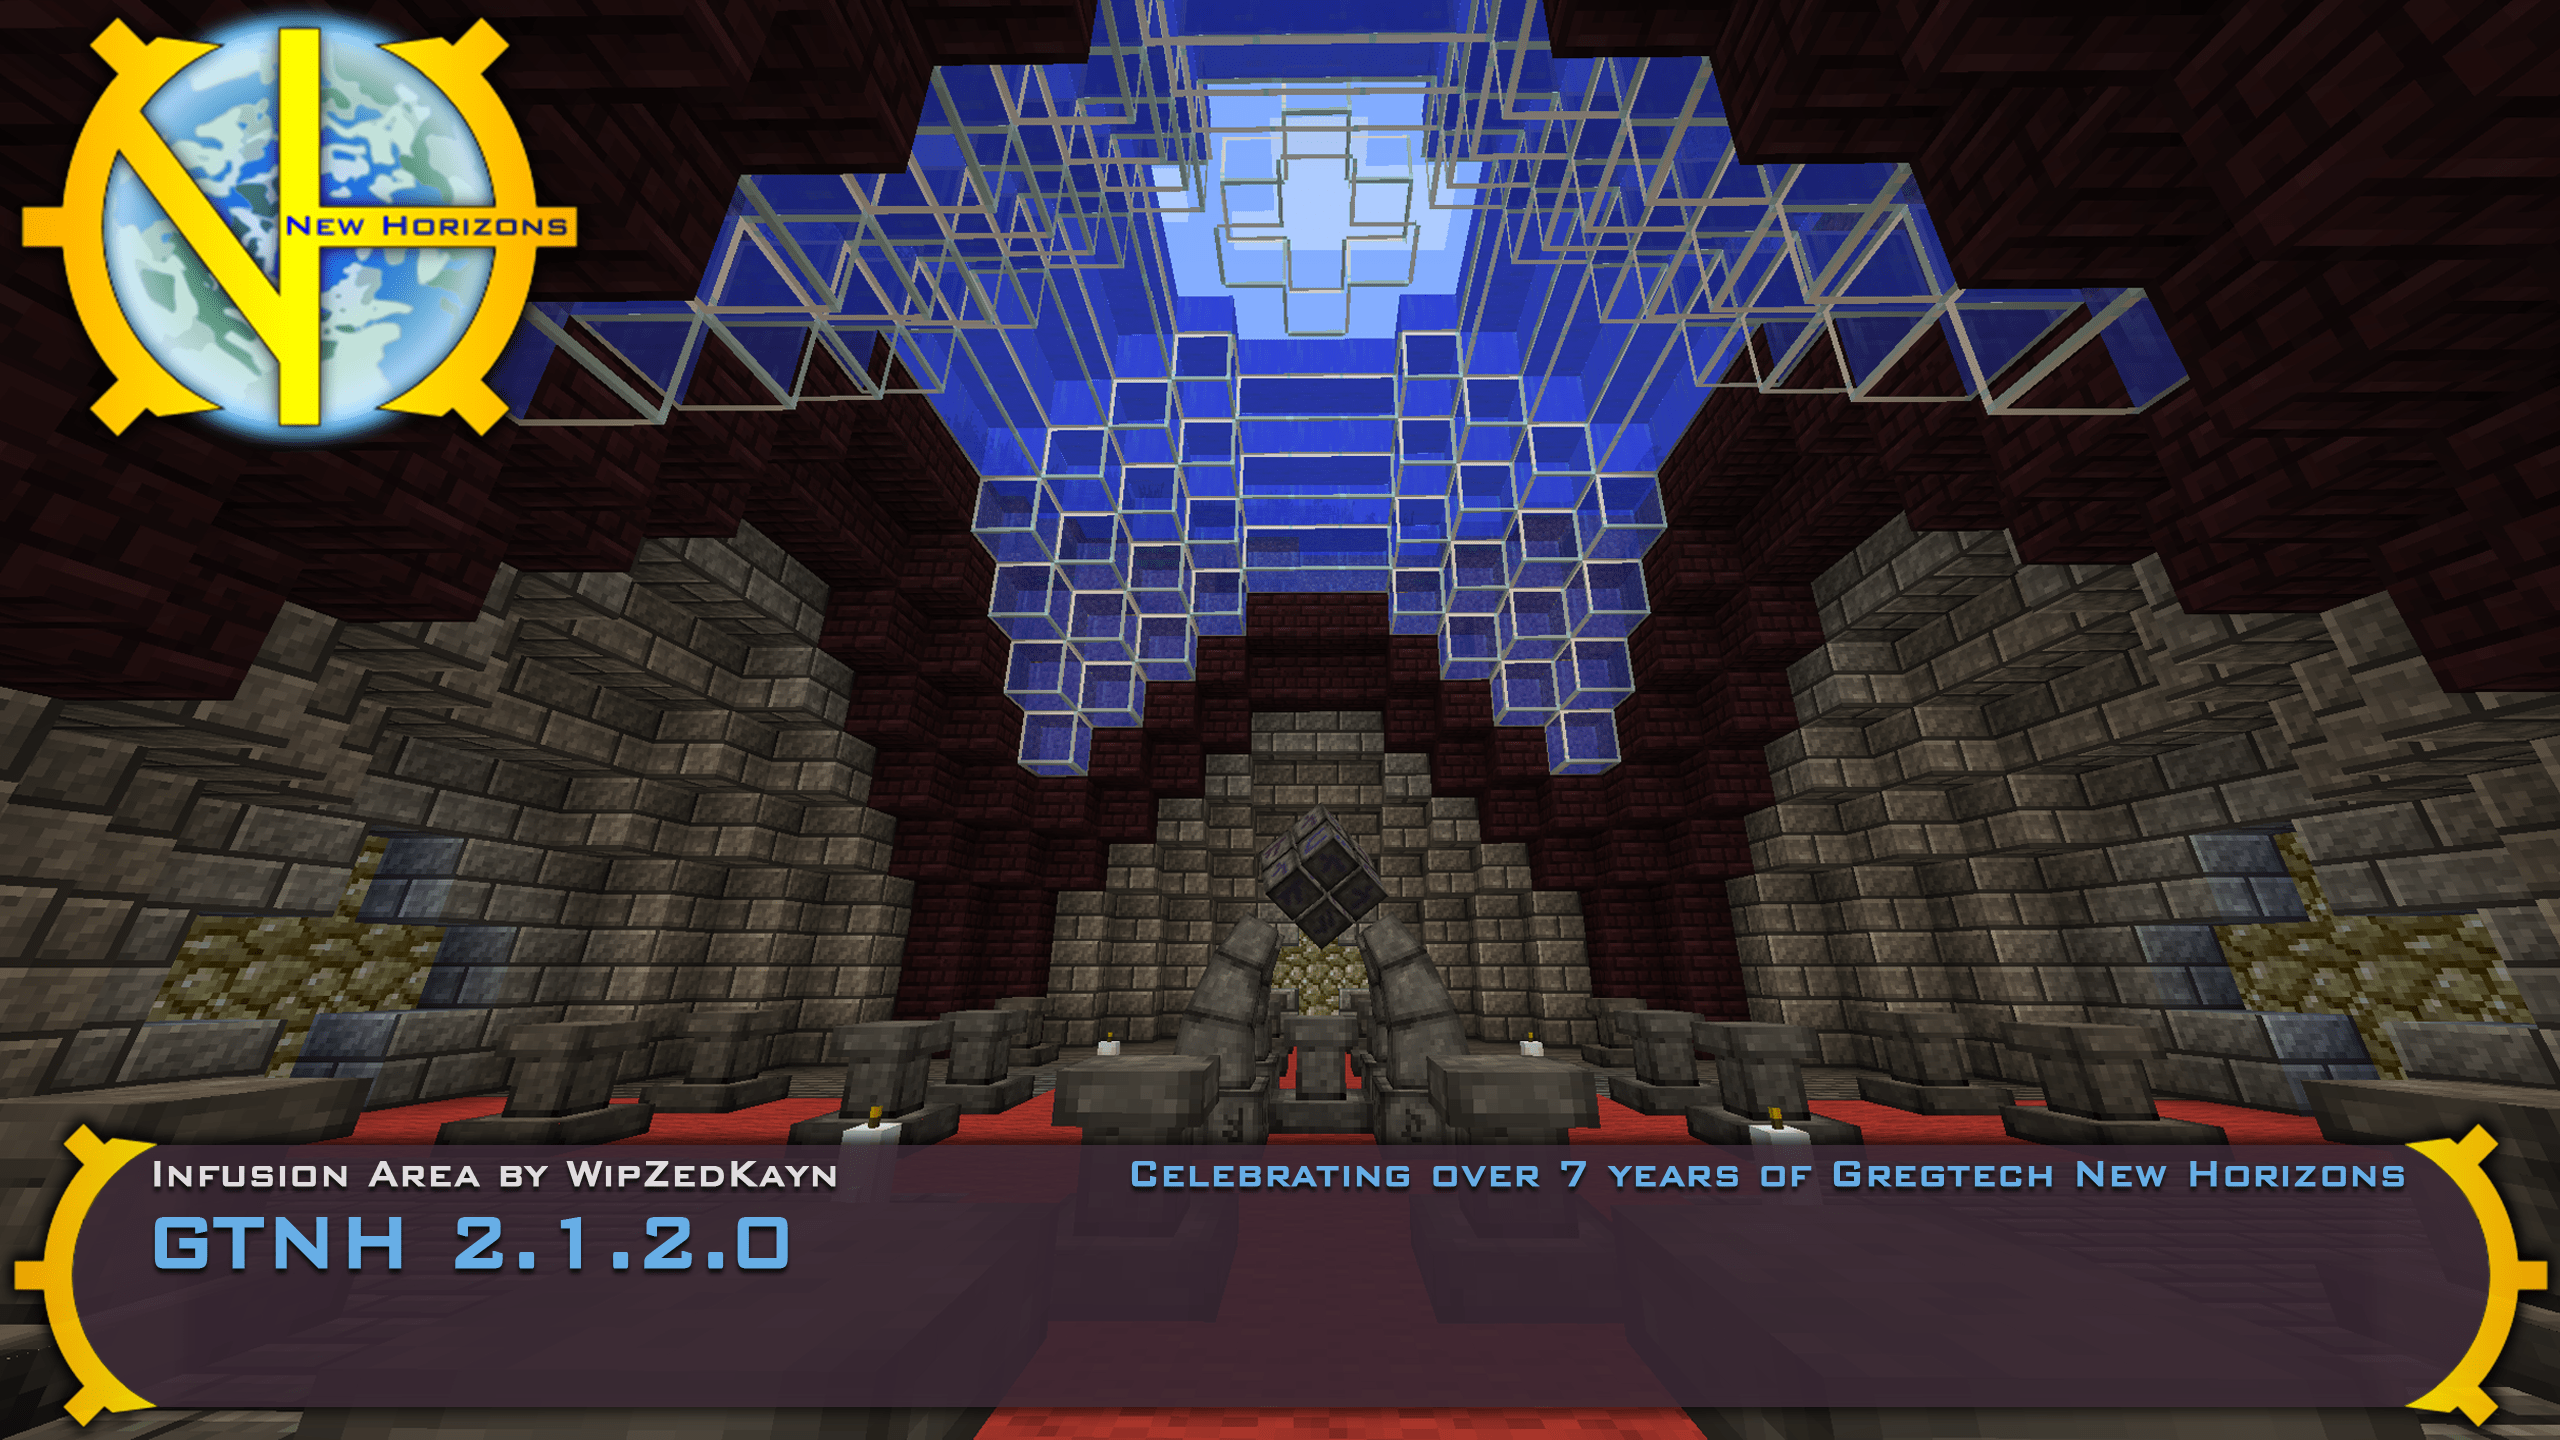 New Horizons
Infusion Area by WipZedKayn
Celebrating over 7 years of Gregtech New Horizons
GTNH 2.1.2.0